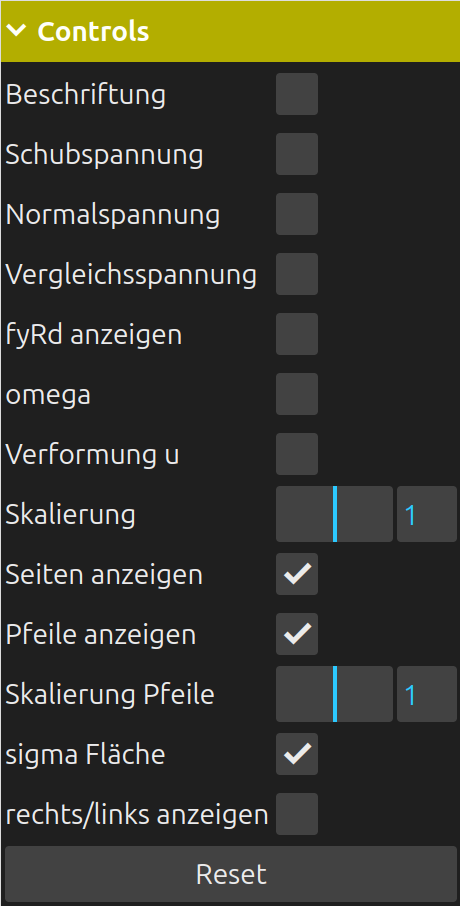 Controls
Beschriftung
Schubspannung
Normalspannung
Vergleichsspannung
fyRd anzeigen
omega
Verformung u
Skalierung 1
Seiten anzeigen
Pfeile anzeigen
Skalierung Pfeile 1
sigma Fläche
rechts/links anzeigen
Reset